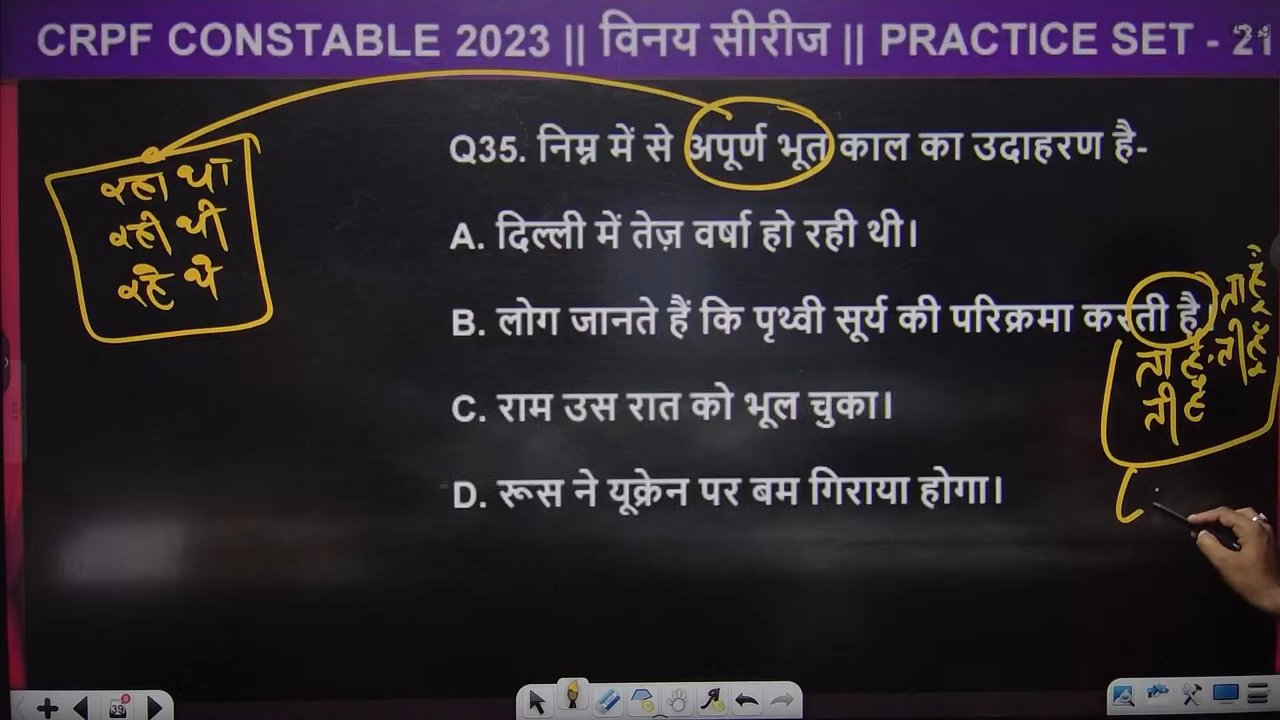 CRPF CONSTABLE 2023 || विनय सीरीज || PRACTICE SET - 21
Q35. निम्न में से अपूर्ण भूत काल का उदाहरण है-
रहा था
रही थी
रहे थे
A. दिल्ली में तेज़ वर्षा हो रही थी।
B. लोग जानते हैं कि पृथ्वी सूर्य की परिक्रमा करती है
C. राम उस रात को भूल चुका।
D. रूस ने यूक्रेन पर बम गिराया होगा।
39